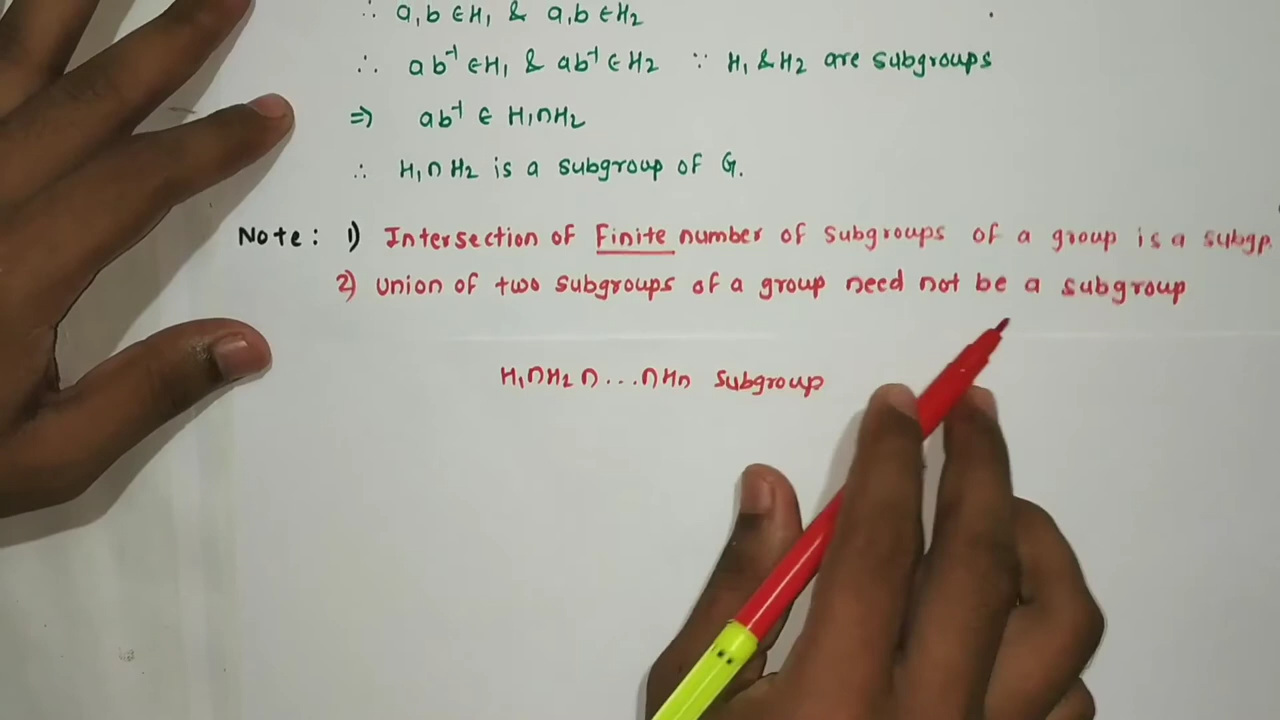 ∴ a,b ∈ H₁ & a,b ∈ H₂
∴ ab⁻¹ ∈ H₁ & ab⁻¹ ∈ H₂ ∵ H₁ & H₂ are subgroups
⇒ ab⁻¹ ∈ H₁∩H₂
∴ H₁∩H₂ is a subgroup of G.
Note: 1) Intersection of Finite number of subgroups of a group is a subgp.
2) union of two subgroups of a group need not be a subgroup
H₁∩H₂∩...∩Hn subgroup